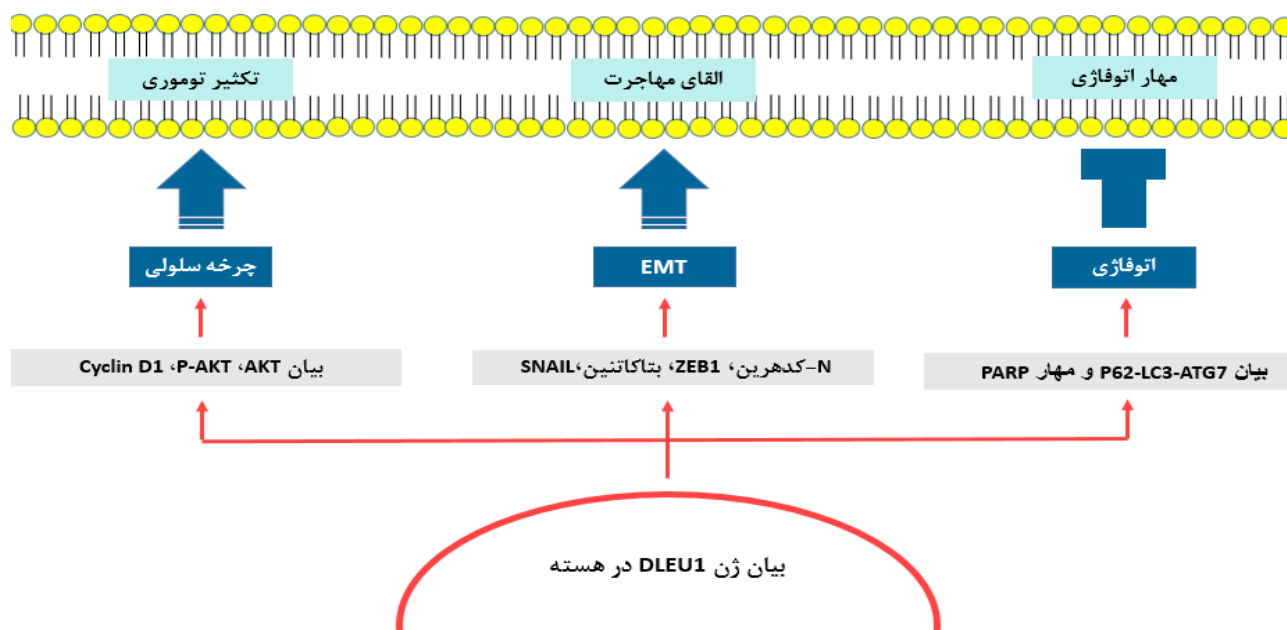 مهار اتوفاژی
القای مهاجرت
تکثیر توموری
اتوفاژی
EMT
چرخه سلولی
بیان P62-LC3-ATG7 و مهار PARP
N-کدهرین، ZEB1، بتاکاتنین،SNAIL
بیان AKT، P-AKT، Cyclin D1
بیان ژن DLEU1 در هسته